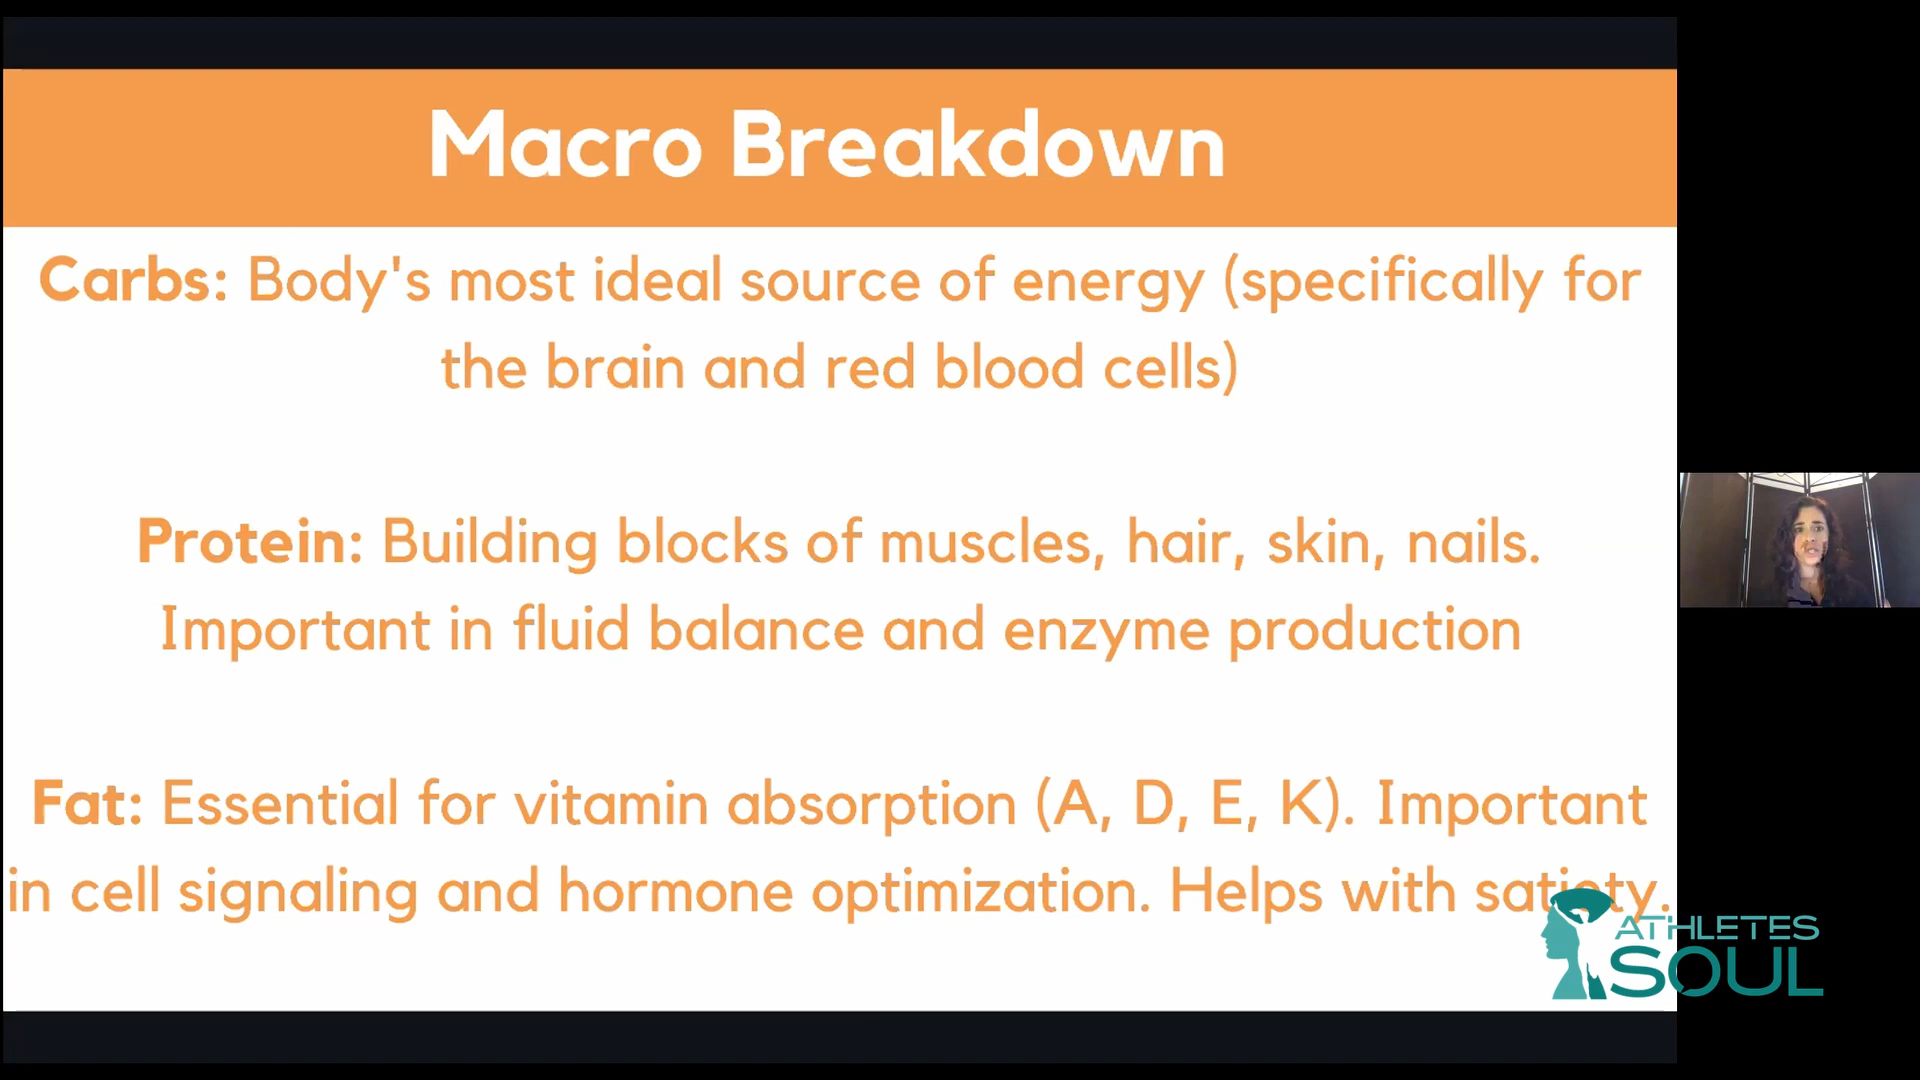 Macro Breakdown
Carbs: Body's most ideal source of energy (specifically for
the brain and red blood cells)
Protein: Building blocks of muscles, hair, skin, nails.
Important in fluid balance and enzyme production
Fat: Essential for vitamin absorption (A, D, E, K). Important
in cell signaling and hormone optimization. Helps with satiety.
ATHLETES
SOUL